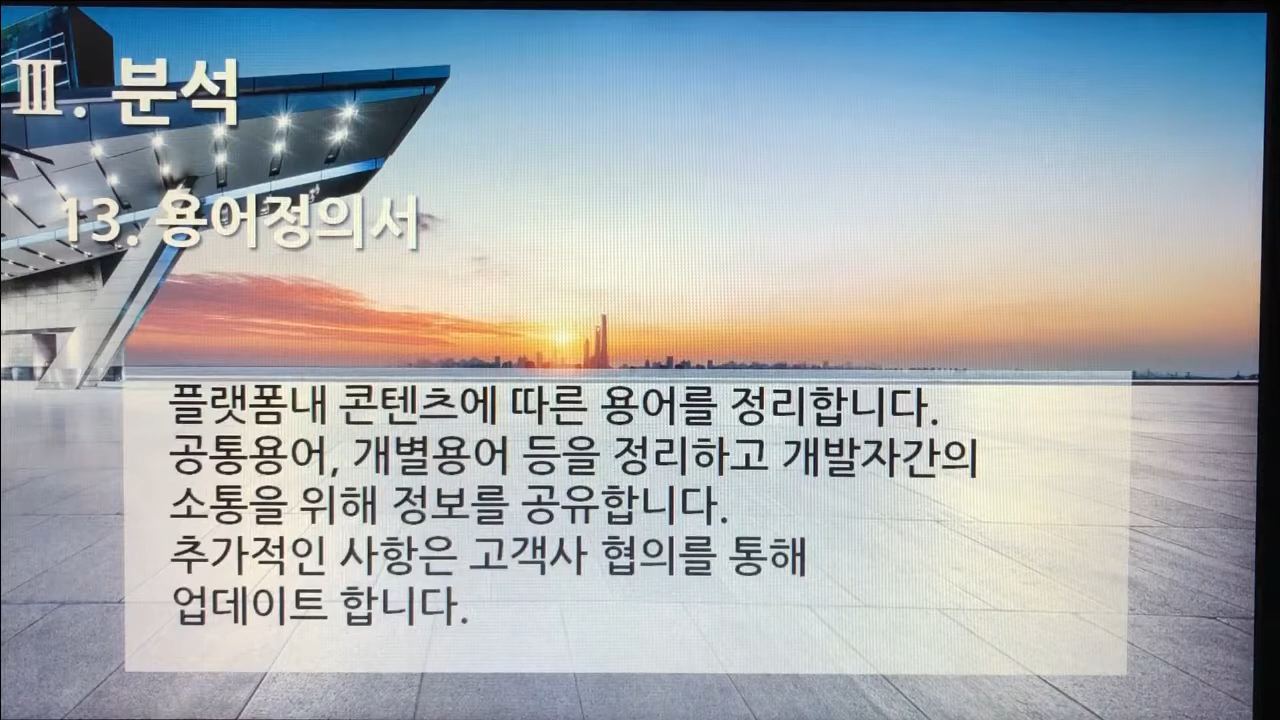 Ⅲ. 분석
13. 용어정의서
플랫폼내 콘텐츠에 따른 용어를 정리합니다.
공통용어, 개별용어 등을 정리하고 개발자간의
소통을 위해 정보를 공유합니다.
추가적인 사항은 고객사 협의를 통해
업데이트 합니다.